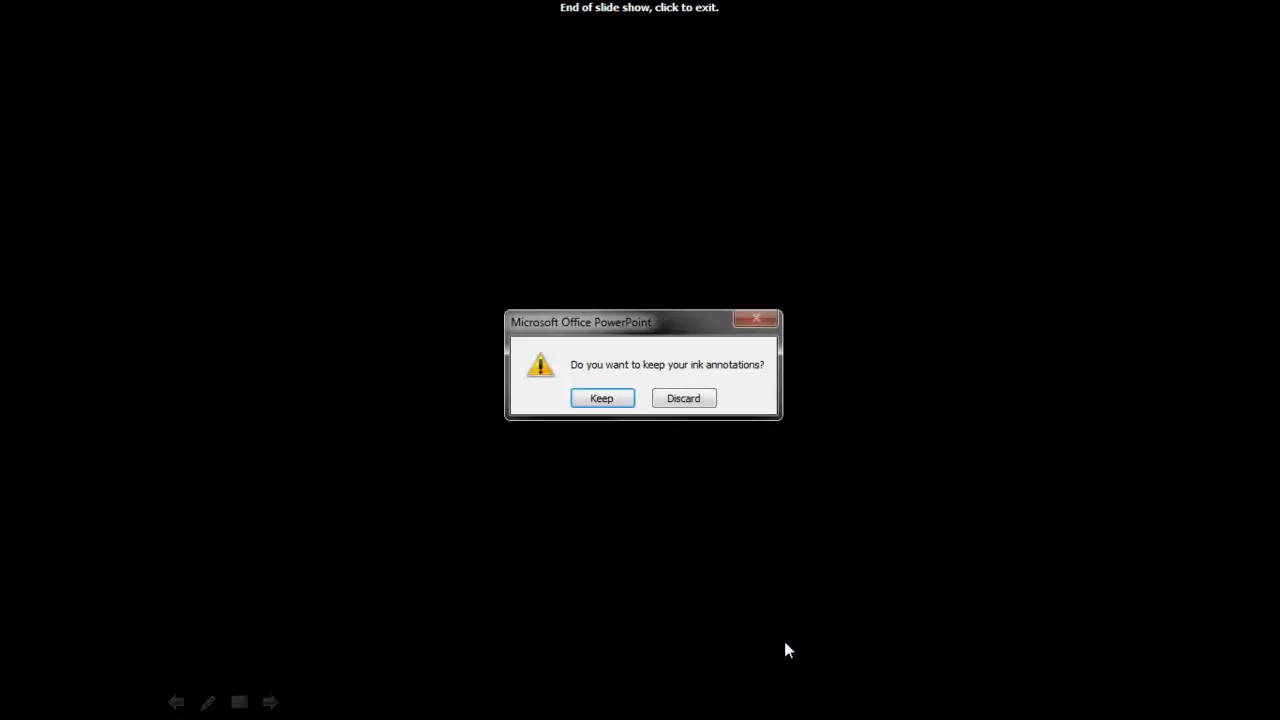 End of slide show, click to exit.
Microsoft Office PowerPoint
Do you want to keep your ink annotations?
Keep Discard